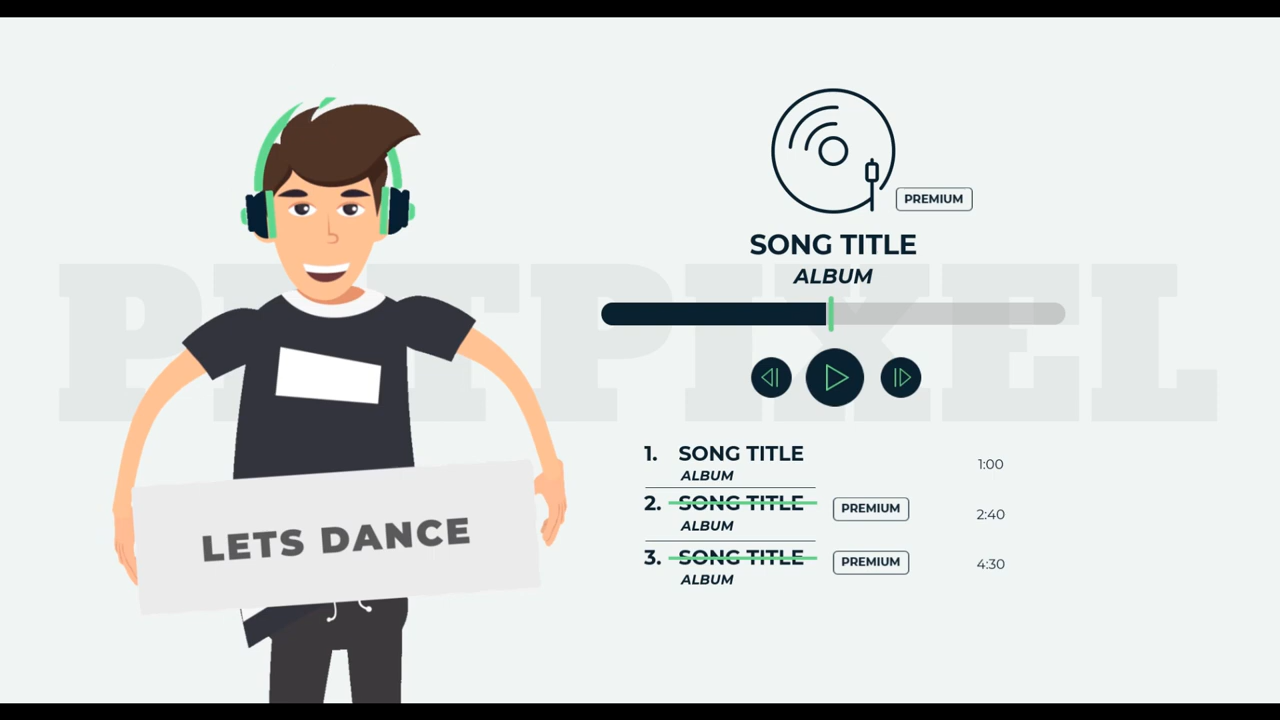 PIXTPIXEL
LETS DANCE
PREMIUM
SONG TITLE
ALBUM
1. SONG TITLE 1:00
ALBUM
2. SONG TITLE PREMIUM 2:40
ALBUM
3. SONG TITLE PREMIUM 4:30
ALBUM